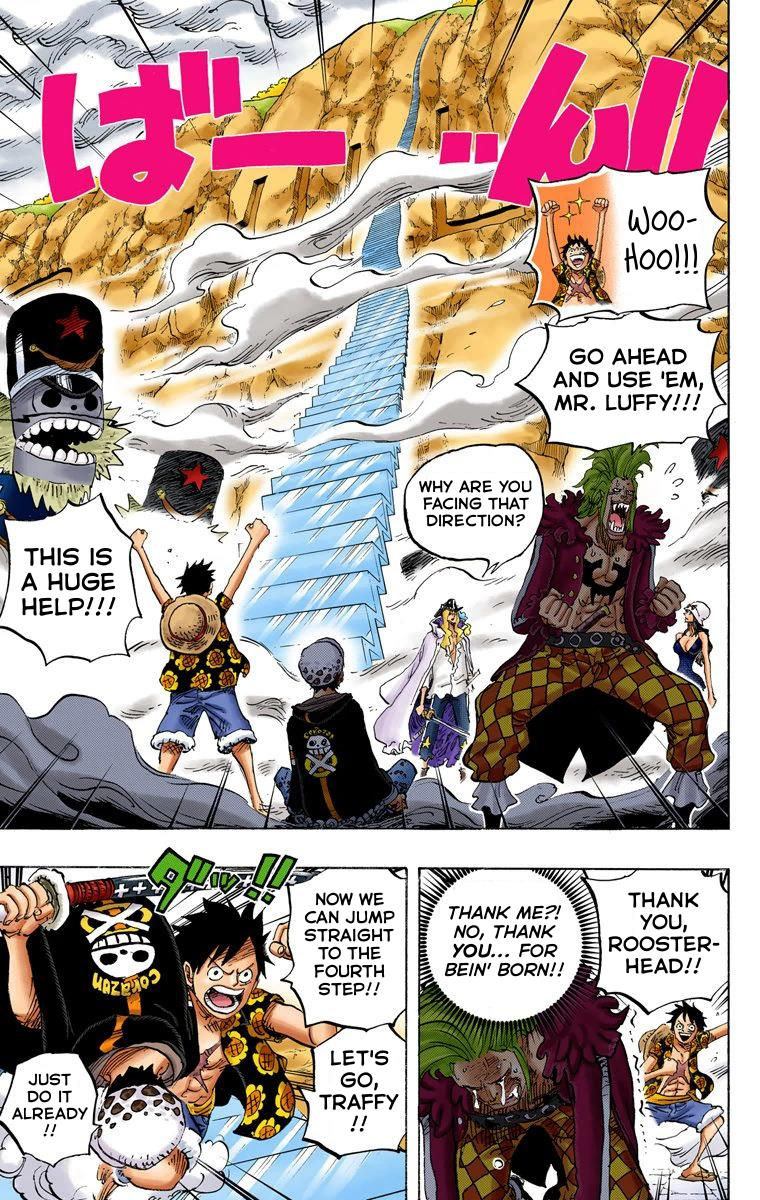 ばーん!!
WOO-
HOO!!!
GO AHEAD
AND USE 'EM,
MR. LUFFY!!!
WHY ARE YOU
FACING THAT
DIRECTION?
THIS IS
A HUGE
HELP!!!
THANK
YOU,
ROOSTER-
HEAD!!
THANK ME?!
NO, THANK
YOU... FOR
BEIN' BORN!!
ダッ!!
NOW WE
CAN JUMP
STRAIGHT
TO THE
FOURTH
STEP!!
LET'S
GO,
TRAFFY
!!
JUST
DO IT
ALREADY
!!
Corazon